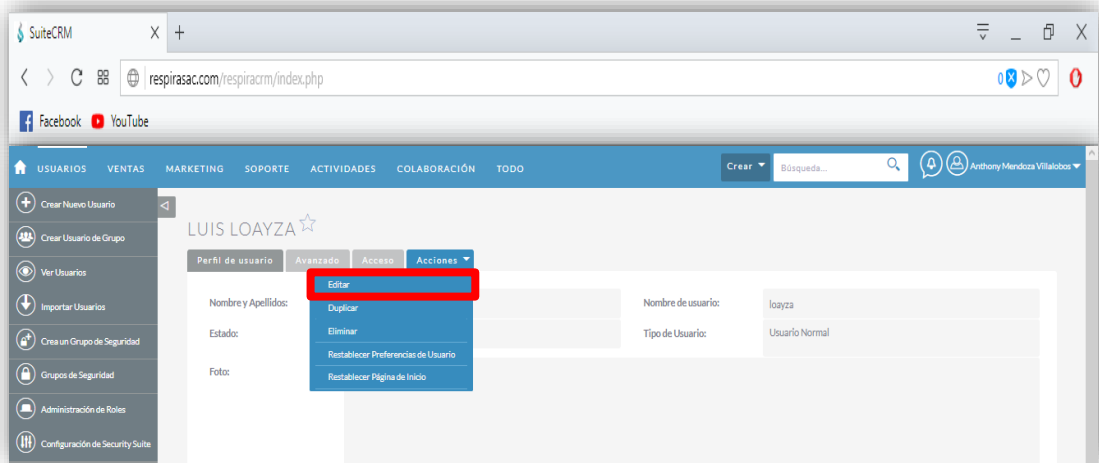 SuiteCRM
respirasac.com/respiracrm/index.php
0
Facebook YouTube
USUARIOS VENTAS MARKETING SOPORTE ACTIVIDADES COLABORACIÓN TODO Crear Búsqueda... Anthony Mendoza Villalobos
Crear Nuevo Usuario
Crear Usuario de Grupo
Ver Usuarios
Importar Usuarios
Crea un Grupo de Seguridad
Grupos de Seguridad
Administración de Roles
Configuración de Security Suite
LUIS LOAYZA
Perfil de usuario Avanzado Acceso Acciones
Editar
Duplicar
Eliminar
Restablecer Preferencias de Usuario
Restablecer Página de Inicio
Nombre y Apellidos: Nombre de usuario: loayza
Estado: Tipo de Usuario: Usuario Normal
Foto: